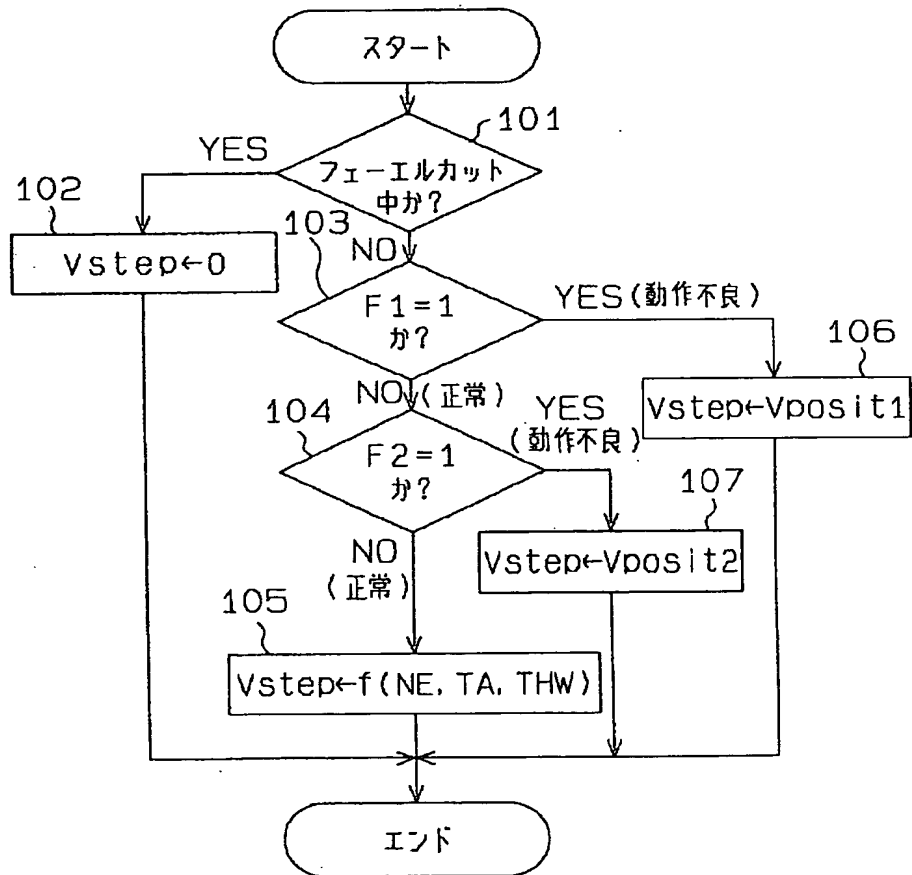 スタート
101
フェーエルカット
中か?
YES
102
Vstep←0
NO
103
F1=1
か?
YES(動作不良)
106
Vstep←Vposit1
NO(正常)
104
F2=1
か?
YES
(動作不良)
107
Vstep←Vposit2
NO
(正常)
105
Vstep←f(NE, TA, THW)
エンド